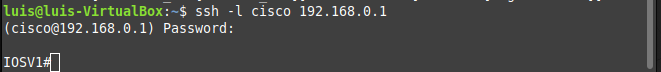 luis@luis-VirtualBox:~$ ssh -l cisco 192.168.0.1
(cisco@192.168.0.1) Password:
IOSV1#